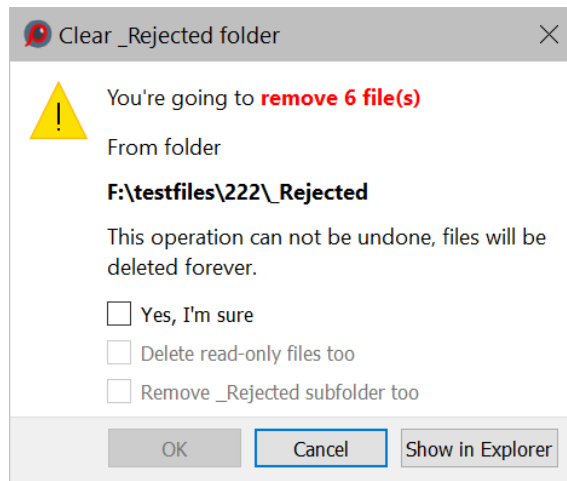 Clear _Rejected folder
You're going to remove 6 file(s)
From folder
F:\testfiles\222\_Rejected
This operation can not be undone, files will be
deleted forever.
Yes, I'm sure
Delete read-only files too
Remove _Rejected subfolder too
OK Cancel Show in Explorer